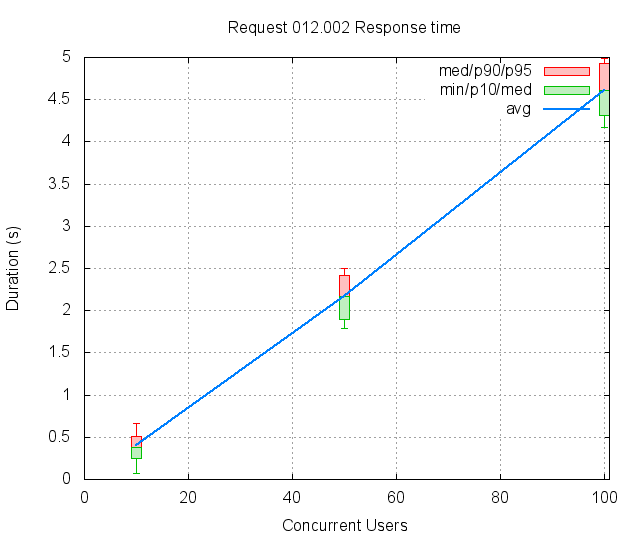 Request 012.002 Response time
5
4.5
4
3.5
3
2.5
2
1.5
1
0.5
0
Duration (s)
med/p90/p95
min/p10/med
avg
0 20 40 60 80 100
Concurrent Users